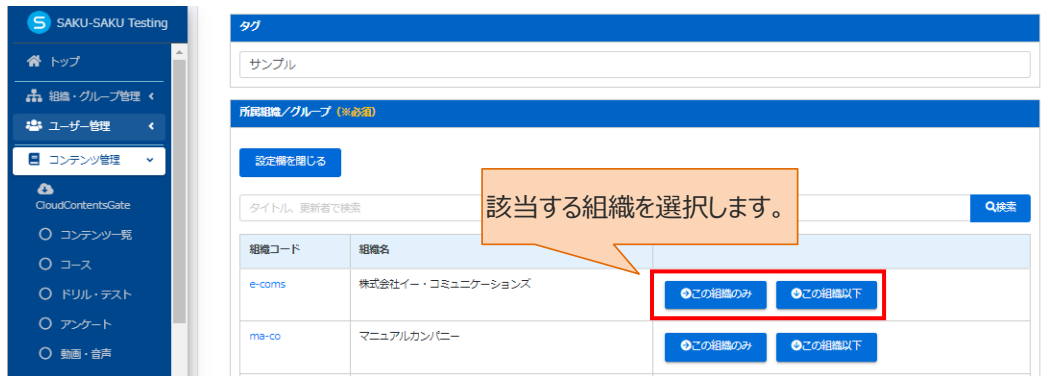 SAKU-SAKU Testing
トップ
組織・グループ管理
ユーザー管理
コンテンツ管理
CloudContentsGate
コンテンツ一覧
コース
ドリル・テスト
アンケート
動画・音声
タグ
サンプル
所属組織/グループ (※必須)
設定欄を閉じる
該当する組織を選択します。
タイトル、更新者で検索
検索
組織コード 組織名
e-coms 株式会社イー・コミュニケーションズ この組織のみ この組織以下
ma-co マニュアルカンパニー この組織のみ この組織以下